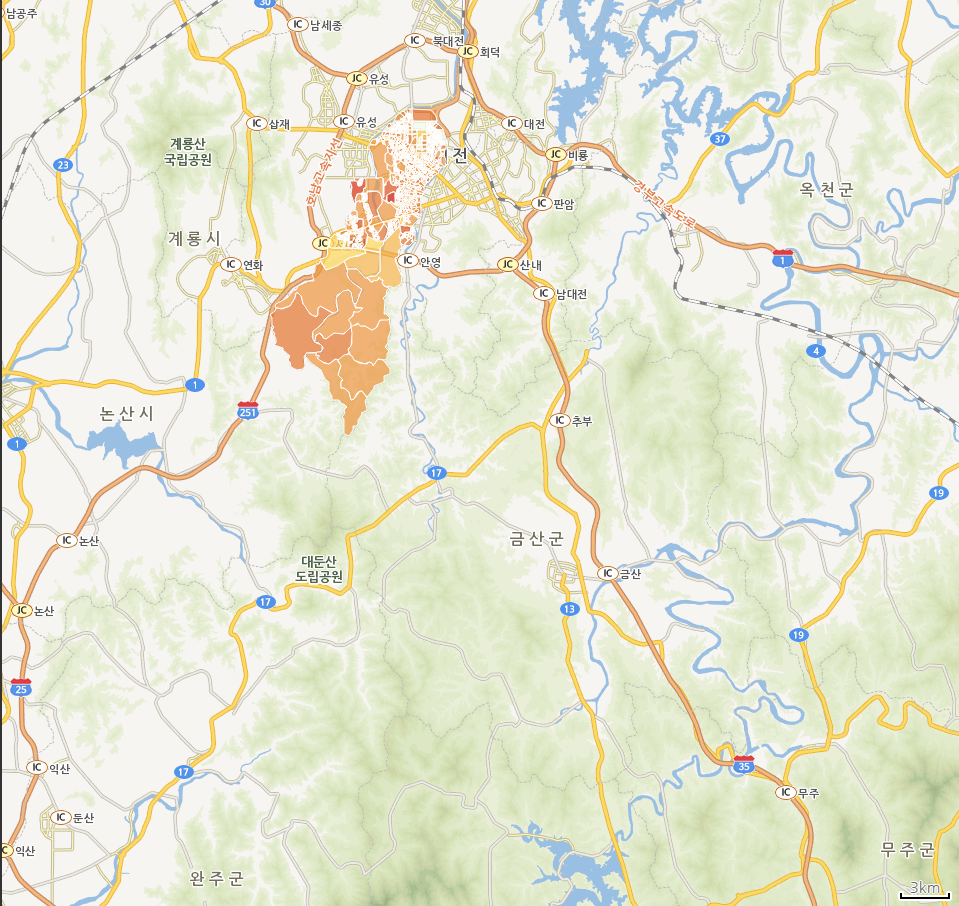 남공주
30
IC 남세종
IC 북대전
JC 회덕
JC 유성
IC 삽재
IC 유성
IC 대전
37
계룡산
국립공원
호남고속지선
전
JC 비룡
23
경부고속도로
옥천군
IC 판암
계룡시
JC
IC 연화
IC 안영
JC 산내
1
IC 남대전
4
1
251
논산시
IC 추부
1
17
19
IC 논산
금산군
대둔산
도립공원
IC 금산
17
13
JC 논산
19
25
IC 익산
17
35
IC 무주
IC 둔산
JC 익산
무주군
완주군
3km